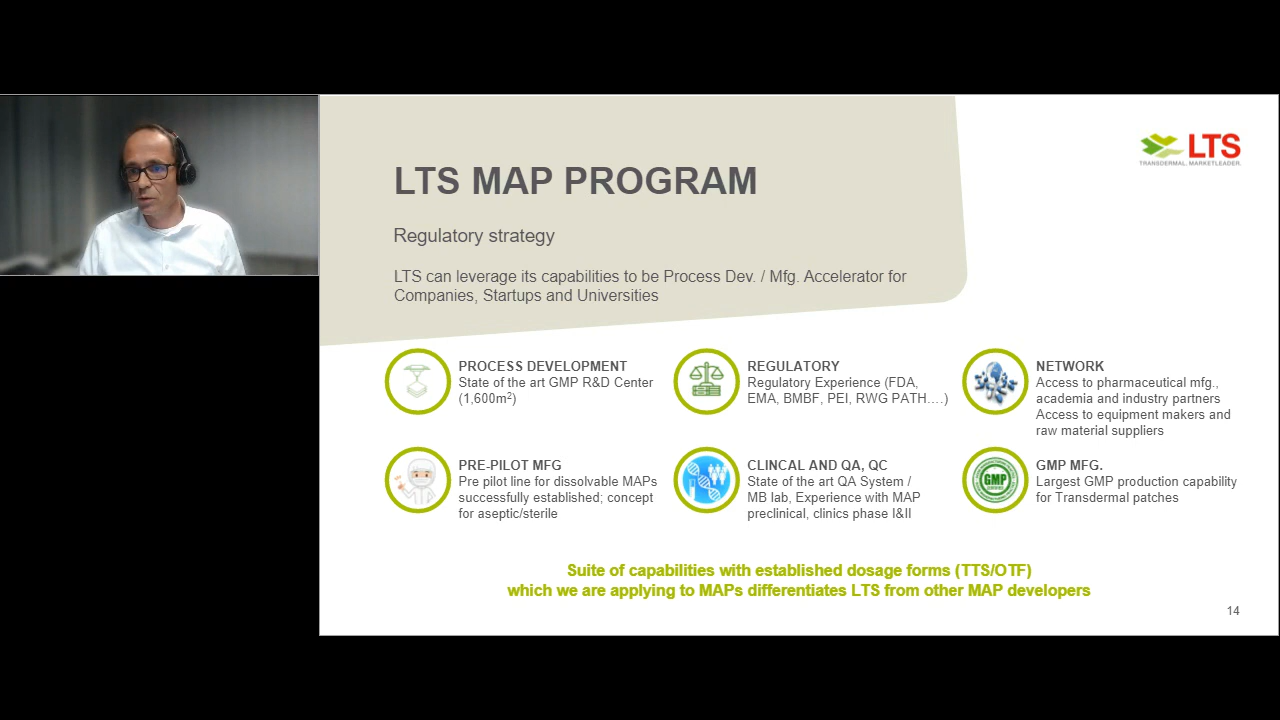 LTS
TRANSDERMAL. MARKETLEADER.
LTS MAP PROGRAM
Regulatory strategy
LTS can leverage its capabilities to be Process Dev. / Mfg. Accelerator for
Companies, Startups and Universities
PROCESS DEVELOPMENT
State of the art GMP R&D Center
(1,600m²)
REGULATORY
Regulatory Experience (FDA,
EMA, BMBF, PEI, RWG PATH….)
NETWORK
Access to pharmaceutical mfg.,
academia and industry partners
Access to equipment makers and
raw material suppliers
PRE-PILOT MFG
Pre pilot line for dissolvable MAPs
successfully established; concept
for aseptic/sterile
CLINCAL AND QA, QC
State of the art QA System /
MB lab, Experience with MAP
preclinical, clinics phase I&II
GMP
GMP MFG.
Largest GMP production capability
for Transdermal patches
Suite of capabilities with established dosage forms (TTS/OTF)
which we are applying to MAPs differentiates LTS from other MAP developers
14